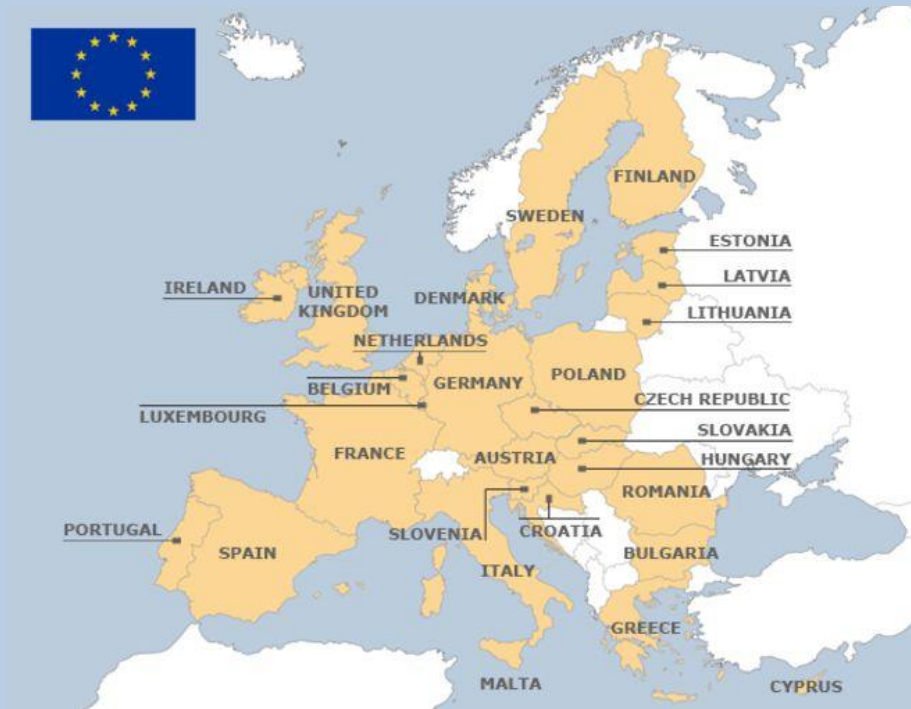 FINLAND
SWEDEN
ESTONIA
LATVIA
LITHUANIA
IRELAND
UNITED
KINGDOM
DENMARK
NETHERLANDS
BELGIUM
GERMANY
POLAND
LUXEMBOURG
CZECH REPUBLIC
SLOVAKIA
HUNGARY
FRANCE
AUSTRIA
ROMANIA
PORTUGAL
SLOVENIA
CROATIA
SPAIN
BULGARIA
ITALY
GREECE
MALTA
CYPRUS